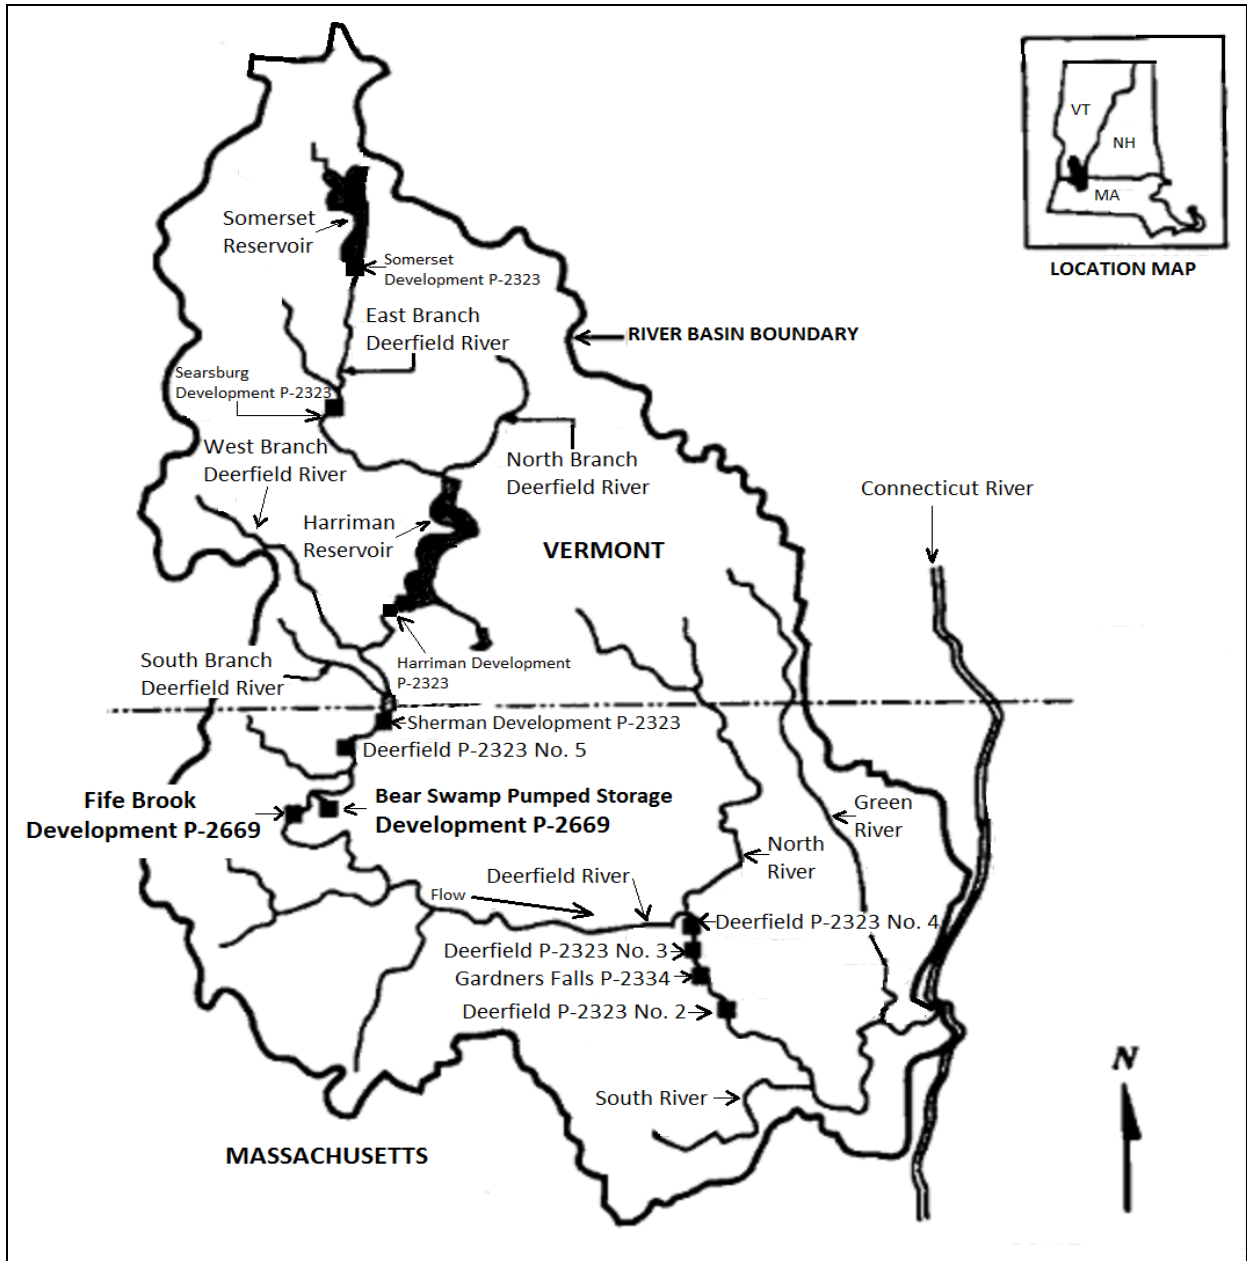 VT
NH
MA
LOCATION MAP
Somerset
Reservoir
Somerset
Development P-2323
East Branch
Deerfield River
RIVER BASIN BOUNDARY
Searsburg
Development P-2323
West Branch
Deerfield River
North Branch
Deerfield River
Connecticut River
Harriman
Reservoir
VERMONT
South Branch
Deerfield River
Harriman Development
P-2323
Sherman Development P-2323
Deerfield P-2323 No. 5
Fife Brook
Development P-2669
Bear Swamp Pumped Storage
Development P-2669
Green
River
North
River
Deerfield River
Flow
Deerfield P-2323 No. 4
Deerfield P-2323 No. 3
Gardners Falls P-2334
Deerfield P-2323 No. 2
South River
N
MASSACHUSETTS